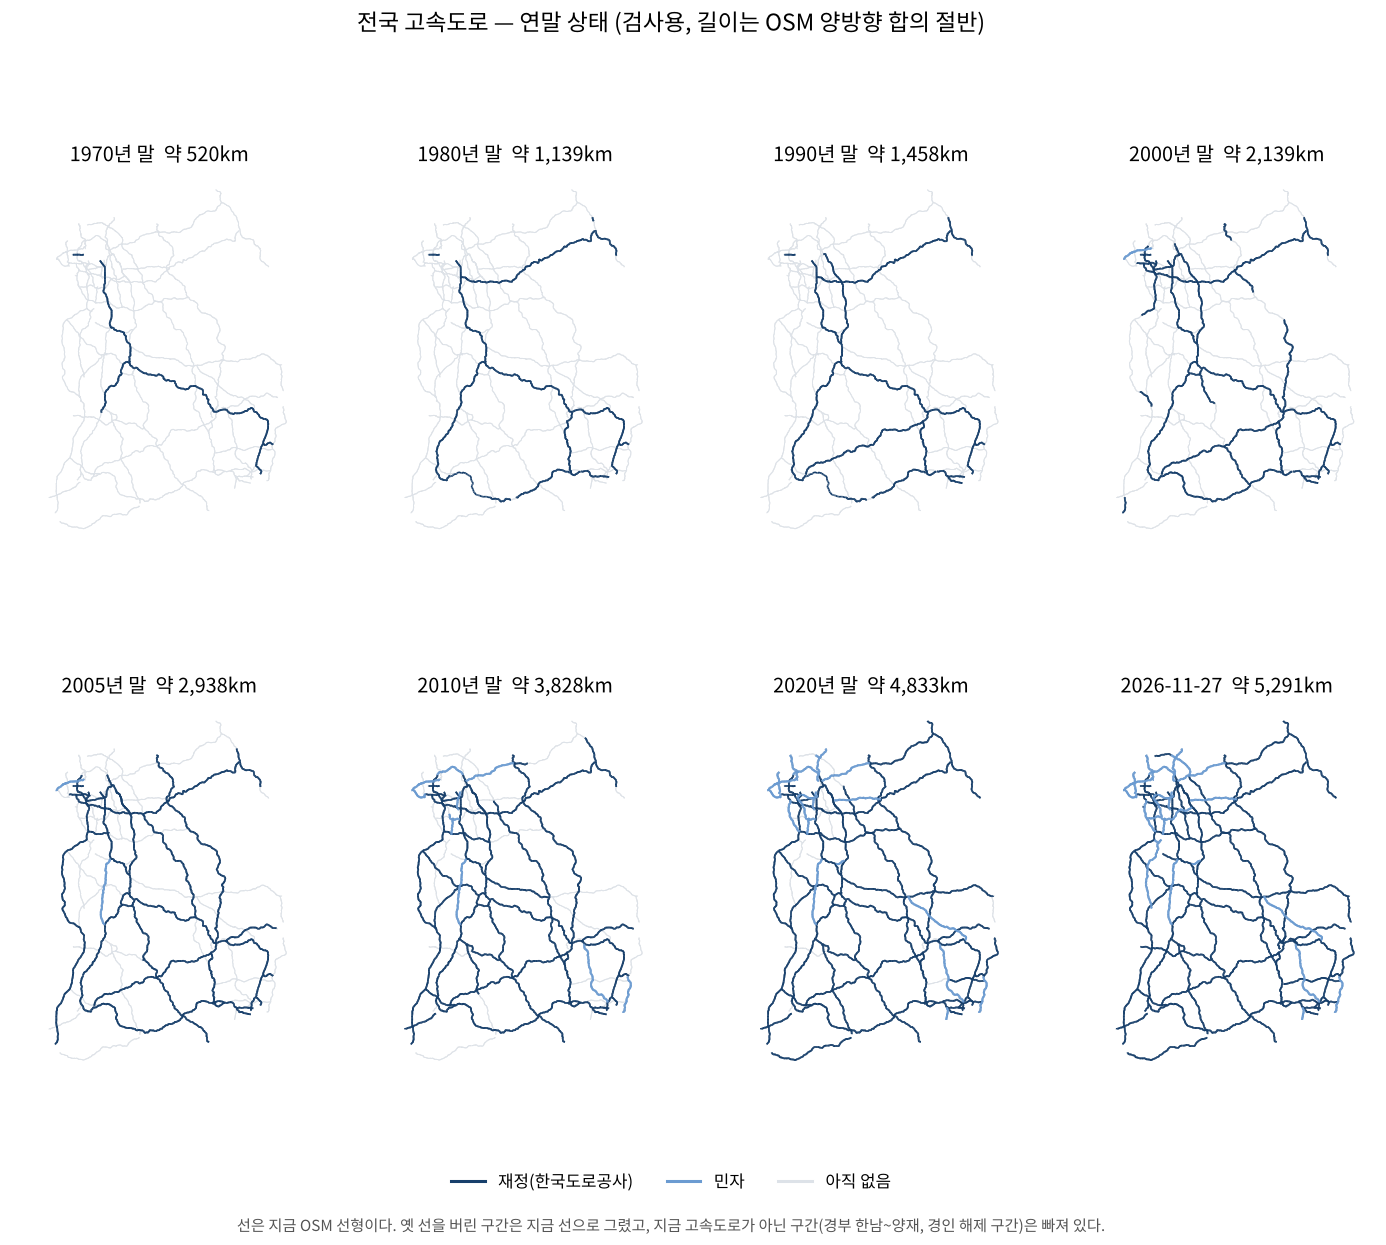 전국 고속도로 — 연말 상태 (검사용, 길이는 OSM 양방향 합의 절반)
1970년 말 약 520km
1980년 말 약 1,139km
1990년 말 약 1,458km
2000년 말 약 2,139km
2005년 말 약 2,938km
2010년 말 약 3,828km
2020년 말 약 4,833km
2026-11-27 약 5,291km
재정(한국도로공사)
민자
아직 없음
선은 지금 OSM 선형이다. 옛 선을 버린 구간은 지금 선으로 그렸고, 지금 고속도로가 아닌 구간(경부 한남~양재, 경인 해제 구간)은 빠져 있다.